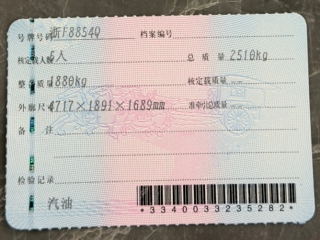 号牌号码 浙F8854Q 档案编号
核定载人数 5人 总质量 2510kg
整备质量 1880kg 核定载质量
外廓尺寸 4717×1891×1689mm 准牵引总质量
备注
检验记录
汽油
*3340033235282*